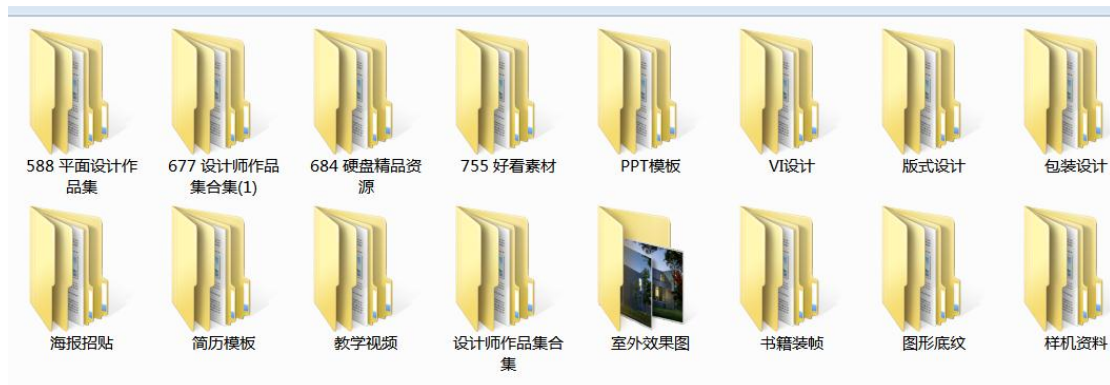 588 平面设计作
品集
677 设计师作品
集合集(1)
684 硬盘精品资
源
755 好看素材
PPT模板
VI设计
版式设计
包装设计
海报招贴
简历模板
教学视频
设计师作品集合
集
室外效果图
书籍装帧
图形底纹
样机资料